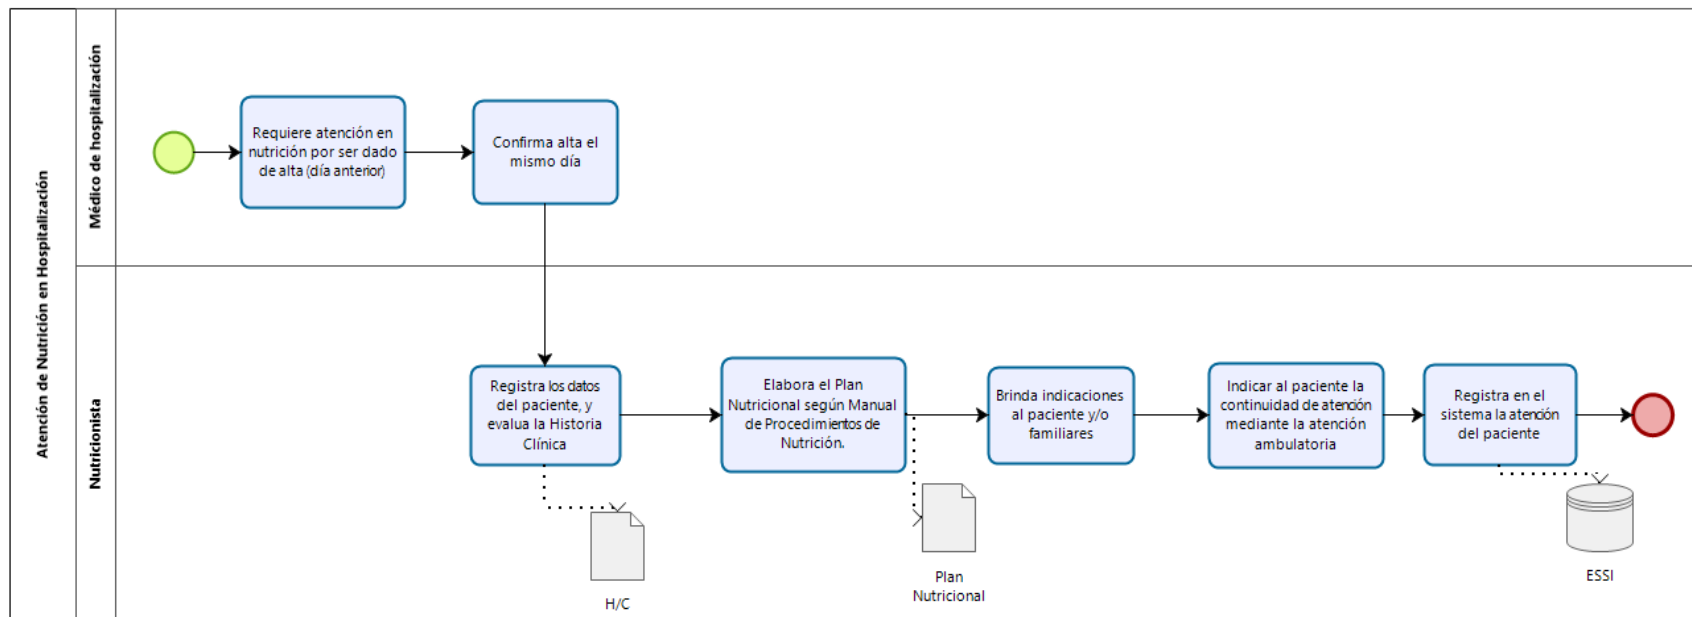 Atención de Nutrición en Hospitalización
Médico de hospitalización
Requiere atención en
nutrición por ser dado
de alta (día anterior)
Confirma alta el
mismo día
Nutricionista
Registra los datos
del paciente, y
evalua la Historia
Clínica
Elabora el Plan
Nutricional según Manual
de Procedimientos de
Nutrición.
Brinda indicaciones
al paciente y/o
familiares
Indicar al paciente la
continuidad de atención
mediante la atención
ambulatoria
Registra en el
sistema la atención
del paciente
H/C
Plan
Nutricional
ESSI